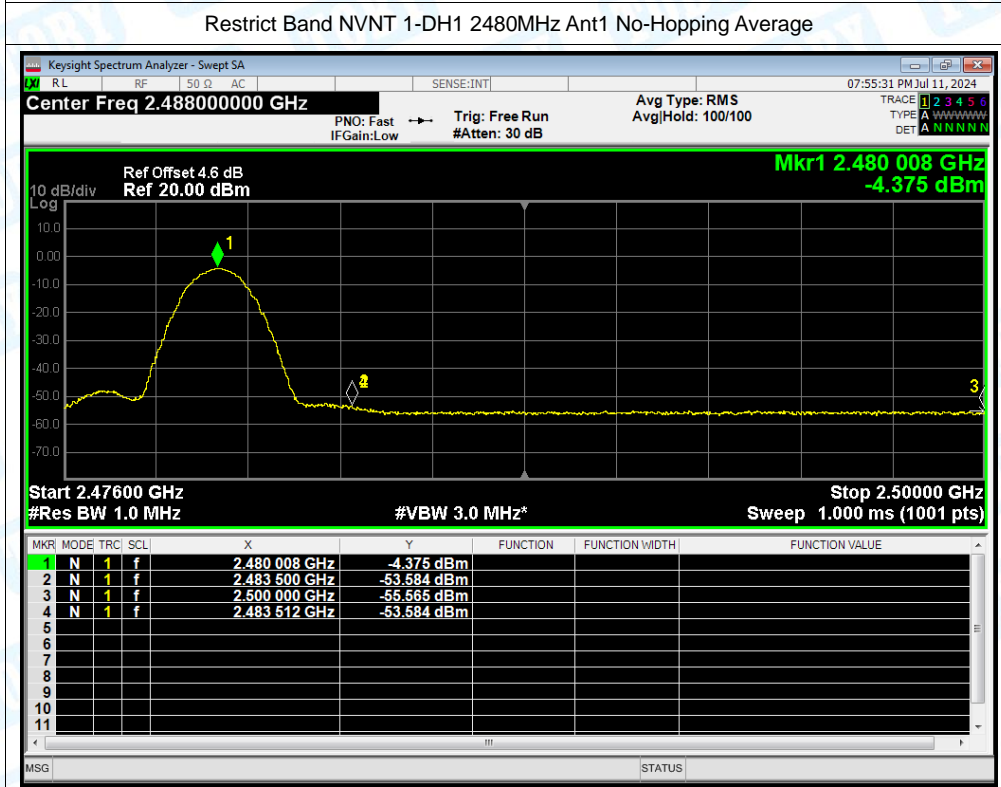 Restrict Band NVNT 1-DH1 2480MHz Ant1 No-Hopping Average
Keysight Spectrum Analyzer - Swept SA
LXI RL RF 50 Ω AC SENSE:INT 07:55:31 PM Jul 11, 2024
Center Freq 2.488000000 GHz
PNO: Fast
IFGain:Low
Trig: Free Run
#Atten: 30 dB
Avg Type: RMS
Avg|Hold: 100/100
TRACE 1 2 3 4 5 6
TYPE A WWWWW
DET A N N N N N
Mkr1 2.480 008 GHz
-4.375 dBm
Ref Offset 4.6 dB
10 dB/div Ref 20.00 dBm
Log
10.0
0.00
-10.0
-20.0
-30.0
-40.0
-50.0
-60.0
-70.0
1
3
Start 2.47600 GHz Stop 2.50000 GHz
#Res BW 1.0 MHz #VBW 3.0 MHz* Sweep 1.000 ms (1001 pts)
MKR MODE TRC SCL X Y FUNCTION FUNCTION WIDTH FUNCTION VALUE
1 N 1 f 2.480 008 GHz -4.375 dBm
2 N 1 f 2.483 500 GHz -53.584 dBm
3 N 1 f 2.500 000 GHz -55.565 dBm
4 N 1 f 2.483 512 GHz -53.584 dBm
5
6
7
8
9
10
11
MSG STATUS